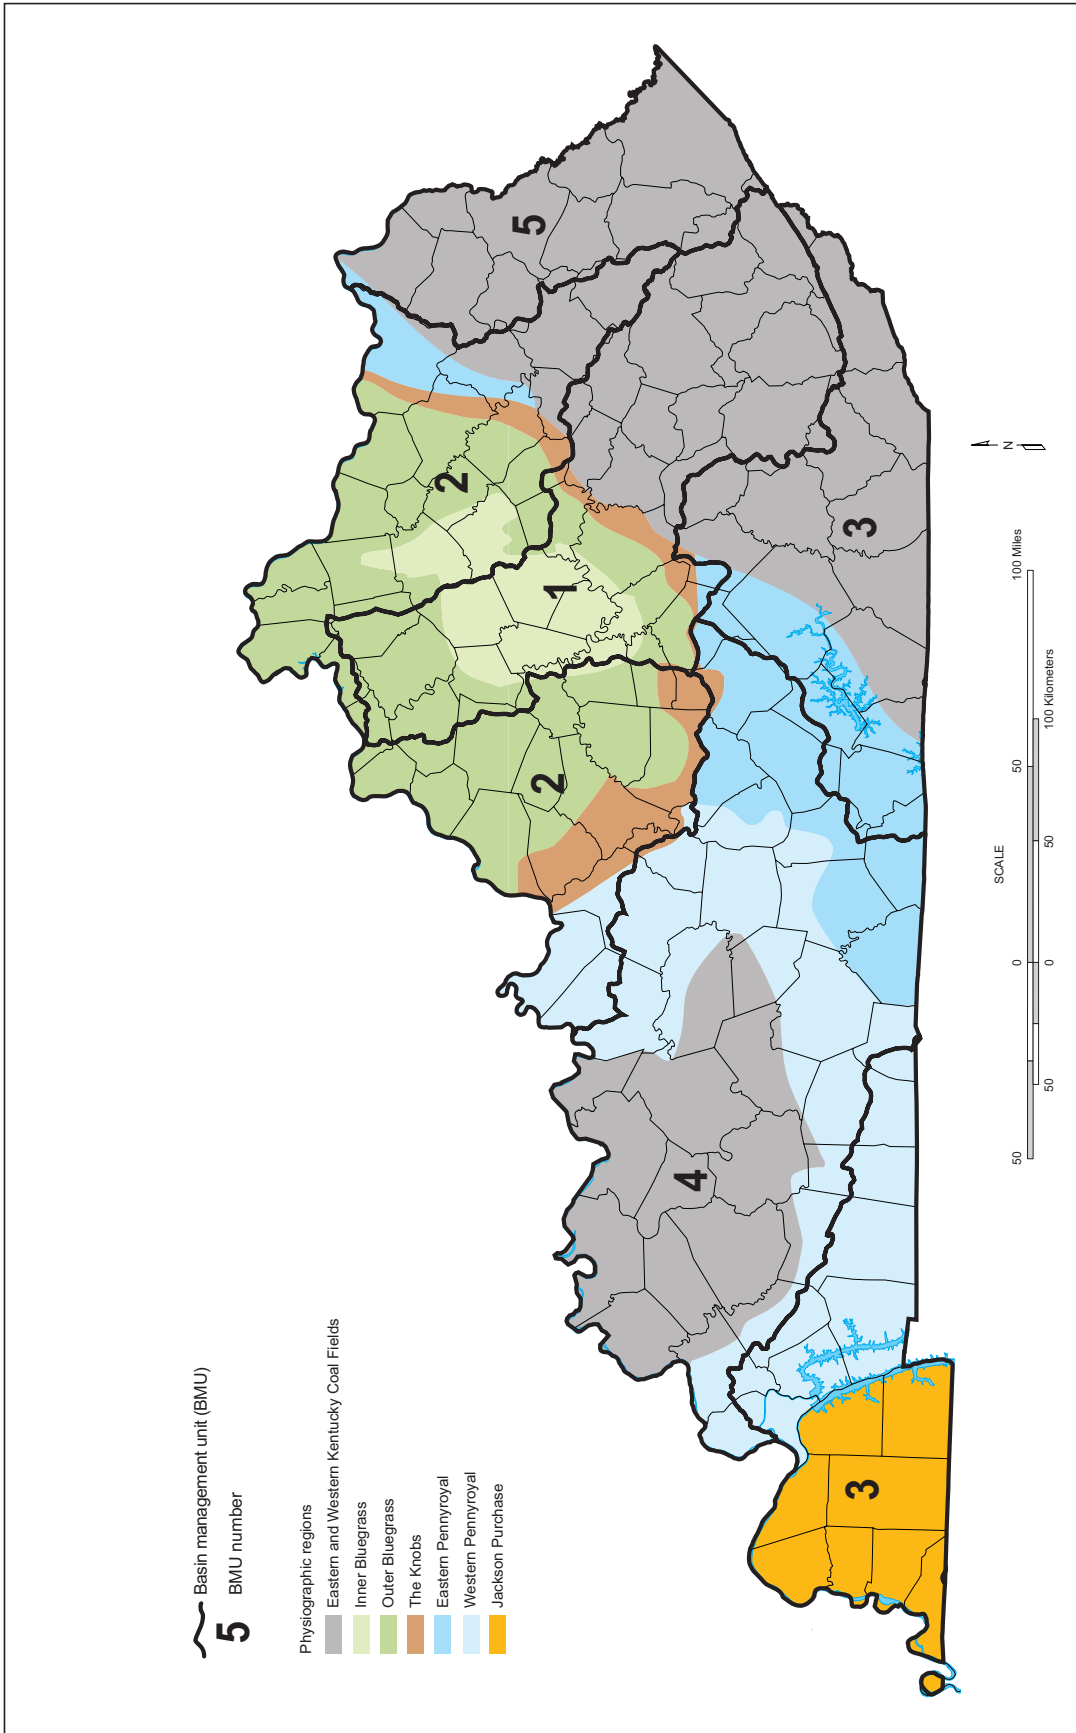 Basin management unit (BMU)
5 BMU number
Physiographic regions
Eastern and Western Kentucky Coal Fields
Inner Bluegrass
Outer Bluegrass
The Knobs
Eastern Pennyroyal
Western Pennyroyal
Jackson Purchase
5
2
1
2
3
4
3
N
SCALE
50 0 50 100 Miles
50 0 50 100 Kilometers